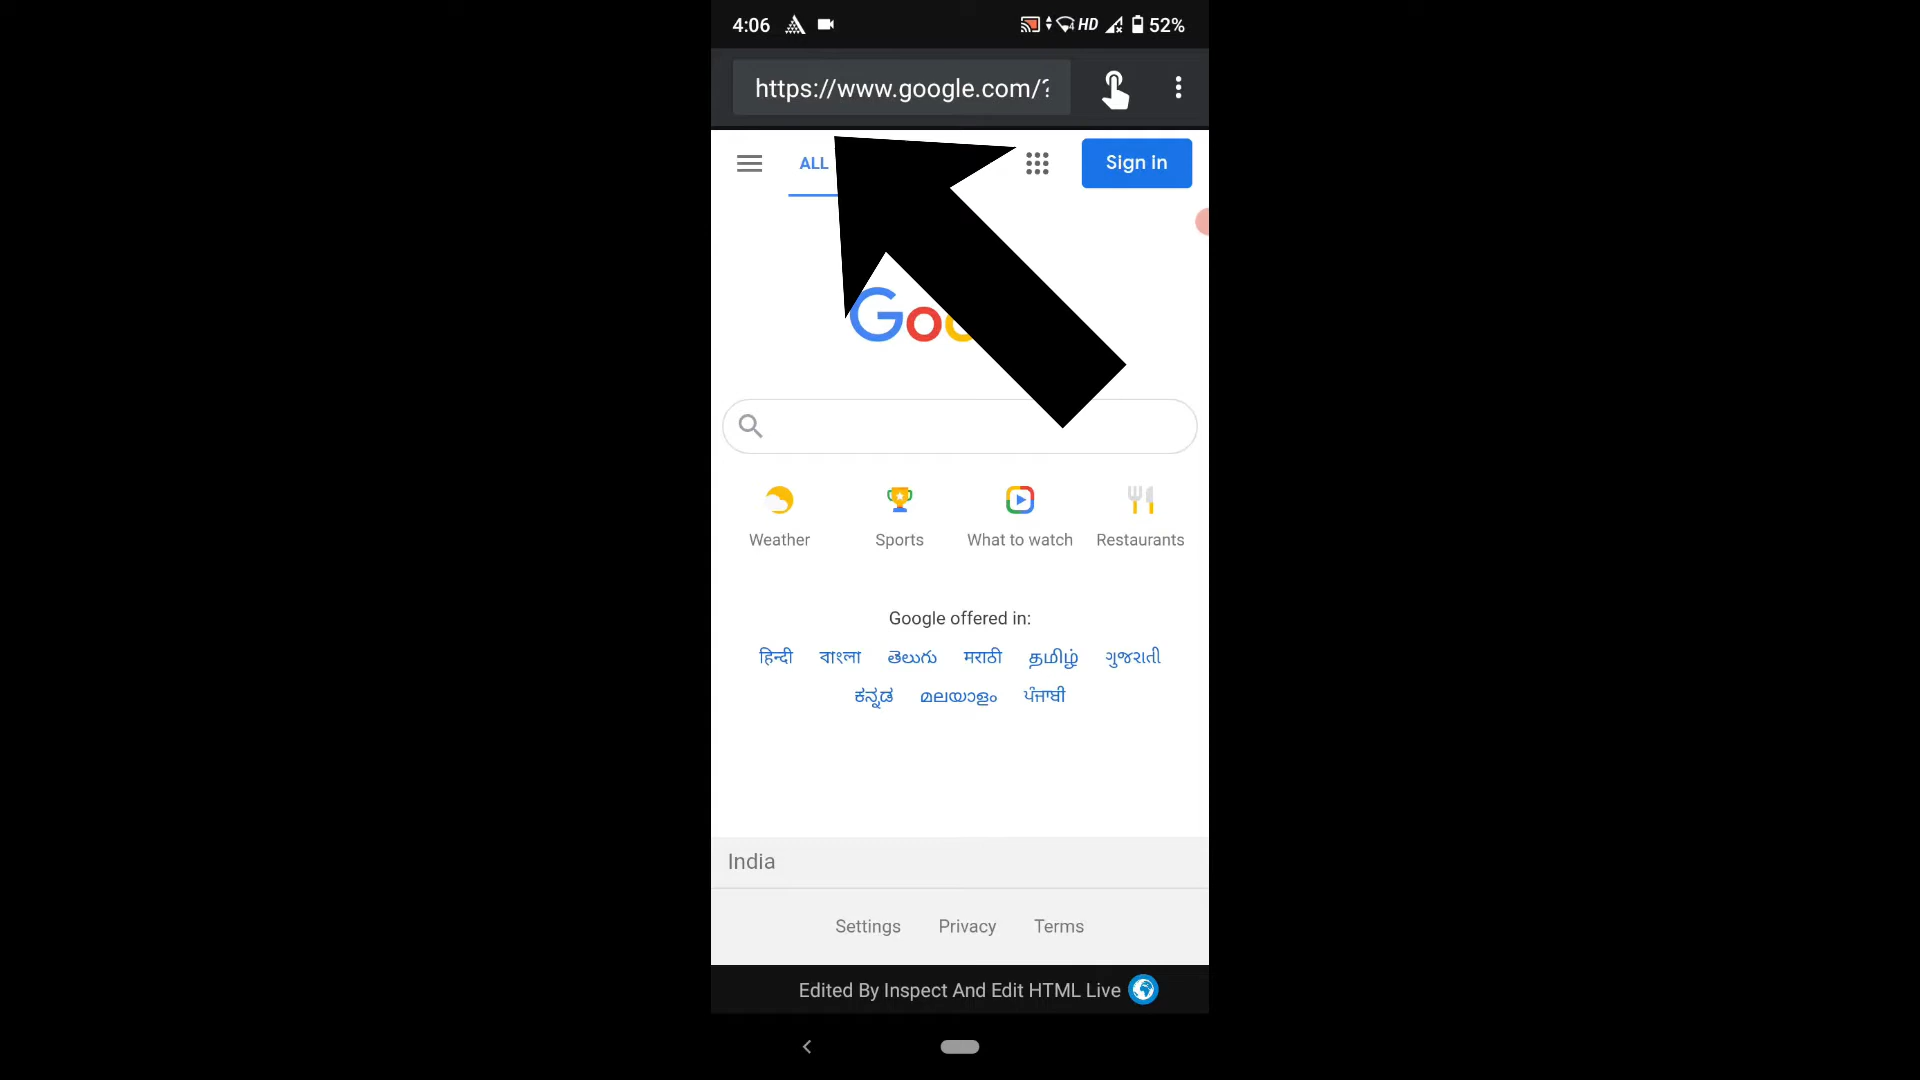 4:06 HD 52%
https://www.google.com/?
ALL
Sign in
Goo
Weather Sports What to watch Restaurants
Google offered in:
हिन्दी বাংলা తెలుగు मराठी தமிழ் ગુજરાતી
ಕನ್ನಡ മലയാളം ਪੰਜਾਬੀ
India
Settings Privacy Terms
Edited By Inspect And Edit HTML Live